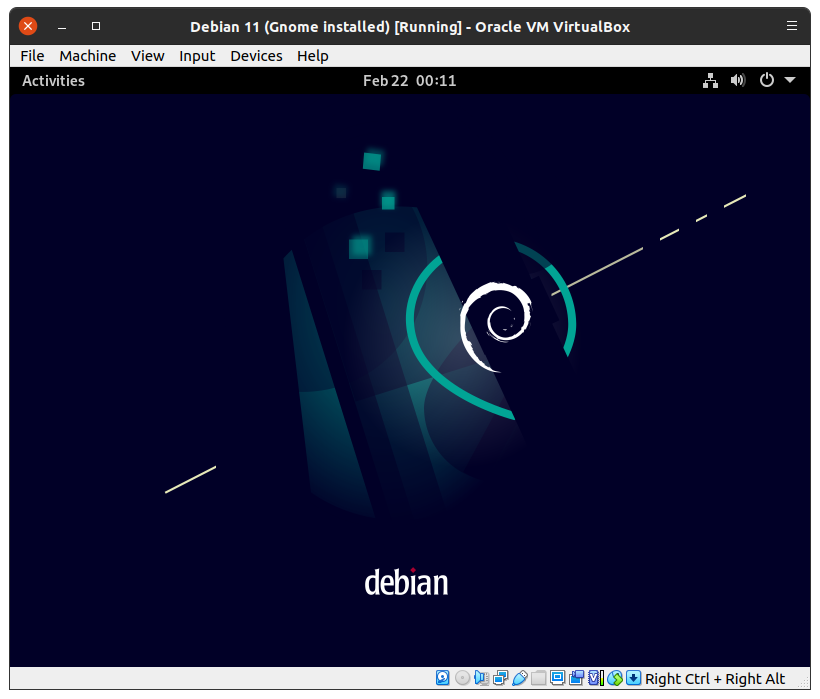 Debian 11 (Gnome installed) [Running] - Oracle VM VirtualBox
File Machine View Input Devices Help
Activities Feb 22 00:11
debian
Right Ctrl + Right Alt